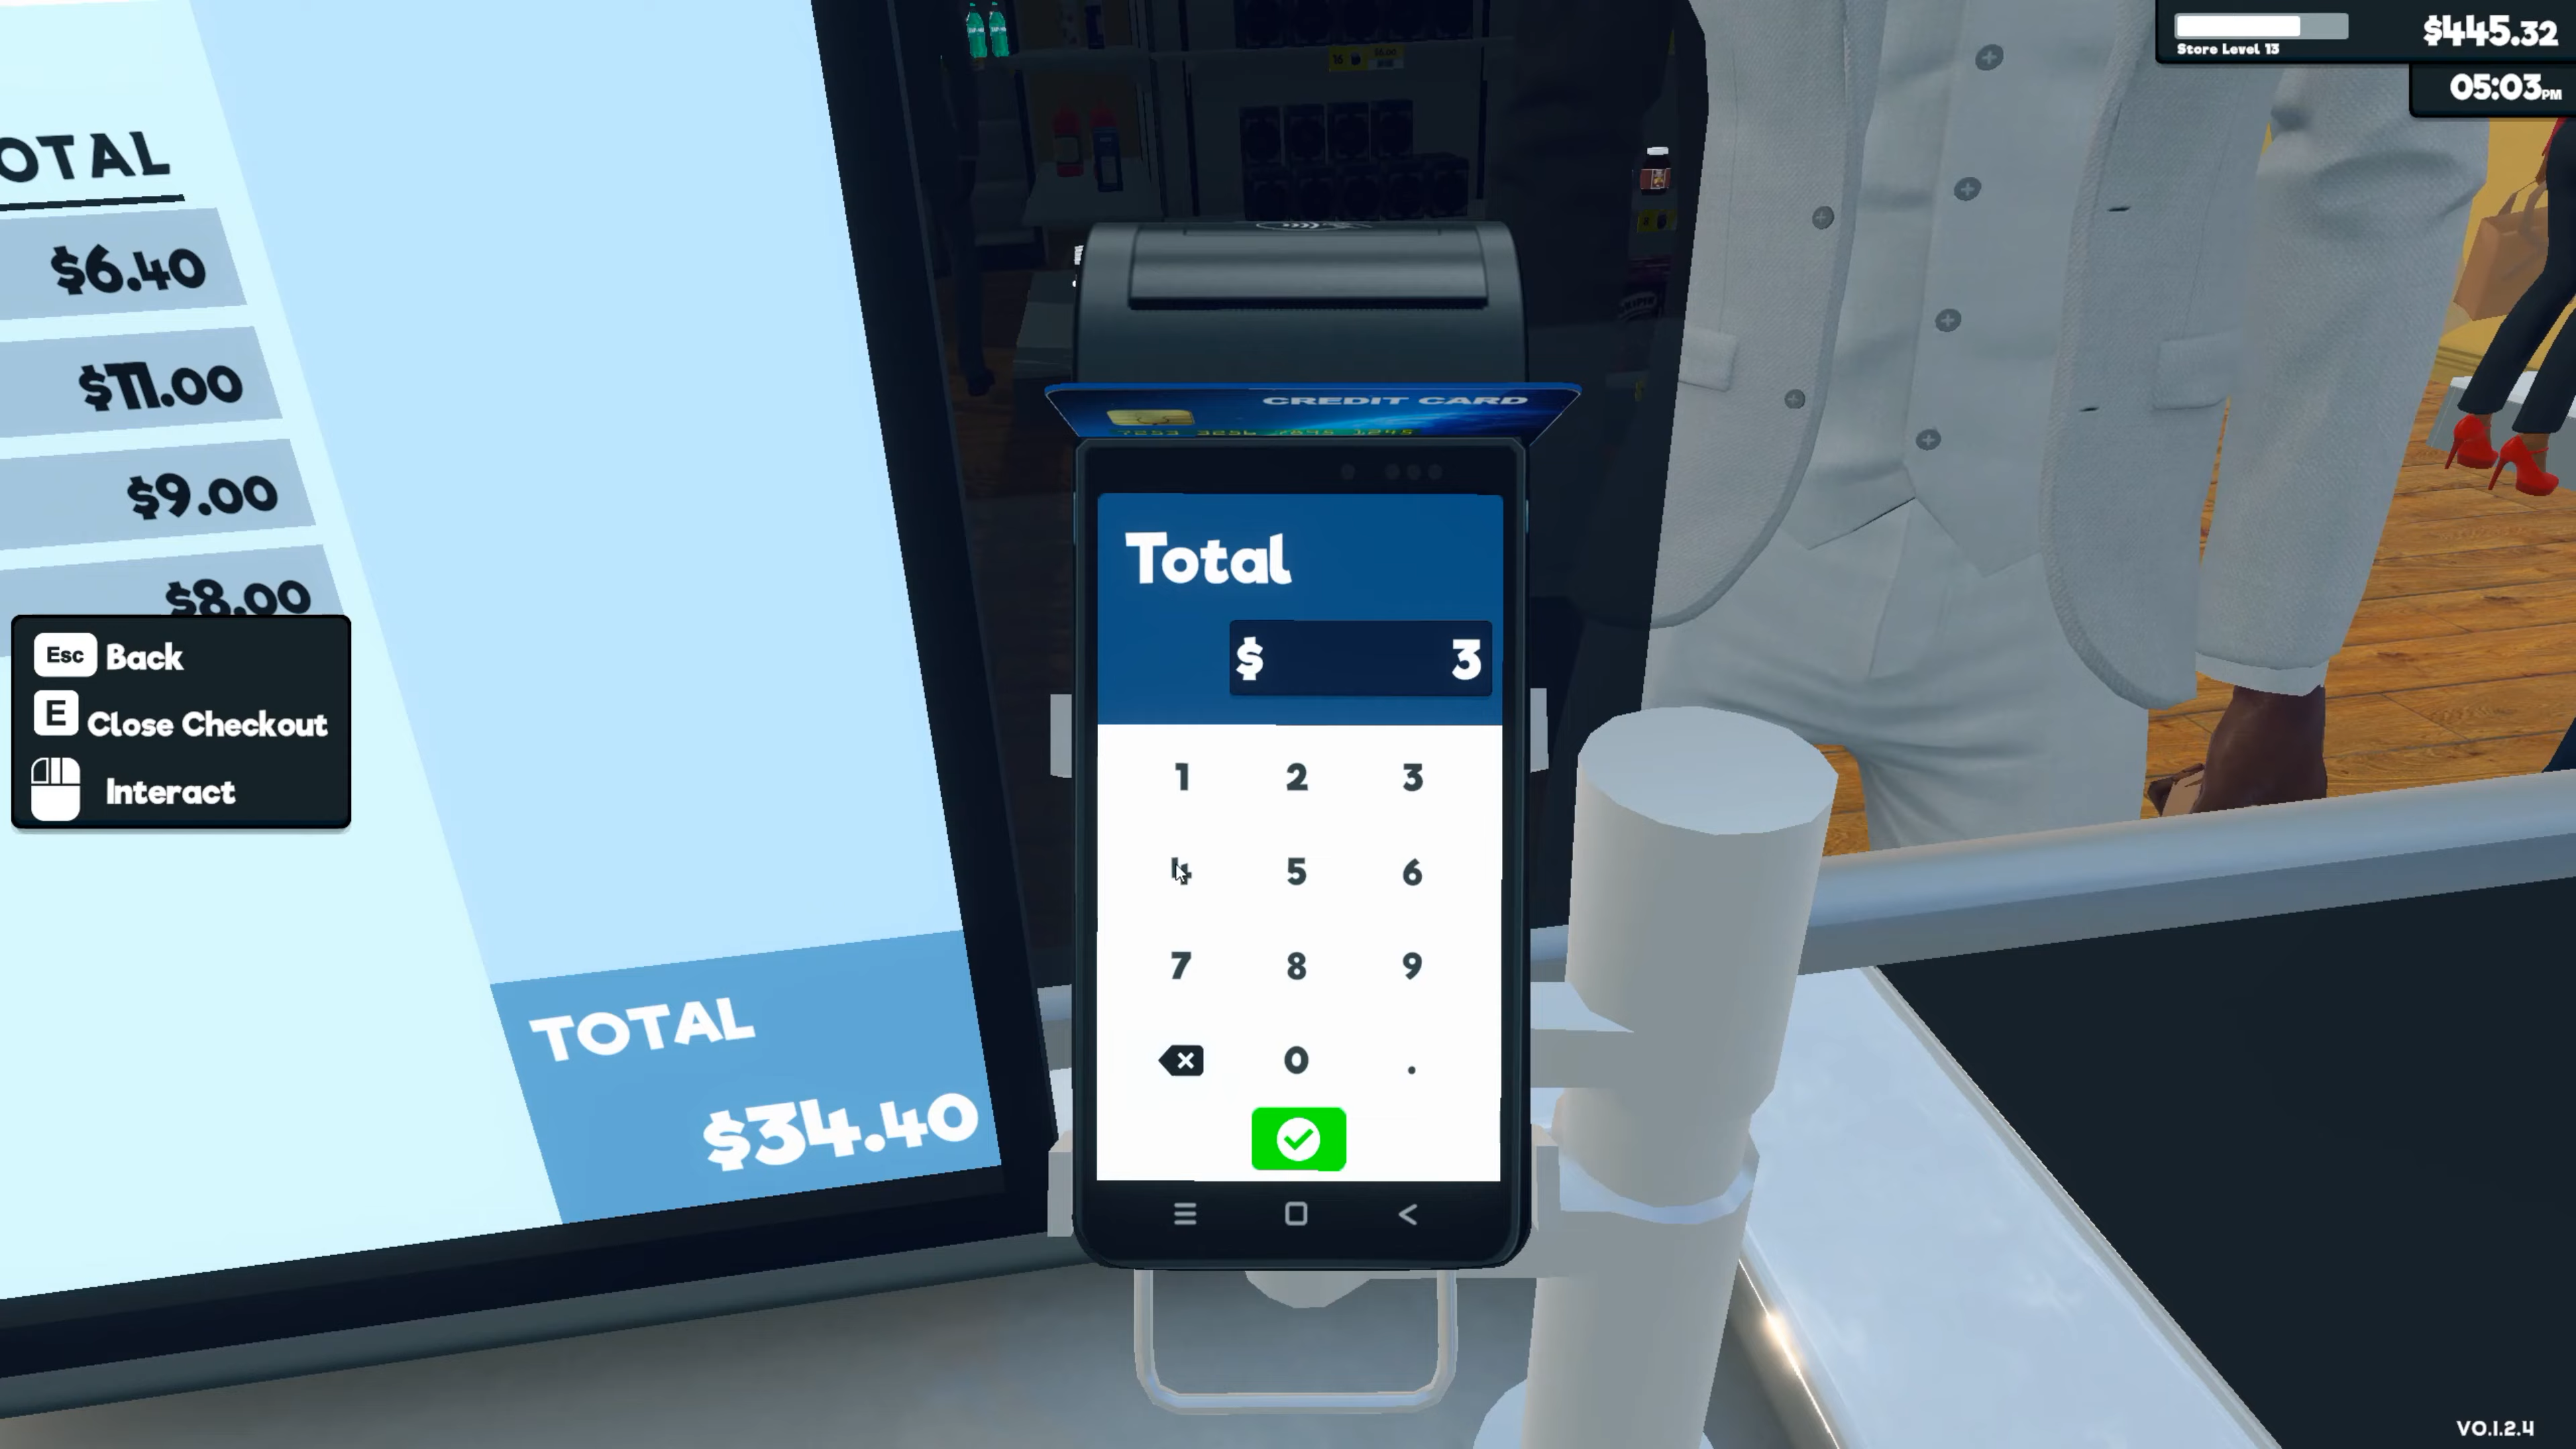 $445.32
Store Level 13
05:03PM
OTAL
$6.40
$11.00
$9.00
$8.00
Esc Back
E Close Checkout
Interact
TOTAL
$34.40
CREDIT CARD
Total
$ 3
1 2 3
4 5 6
7 8 9
0 .
V0.1.2.4